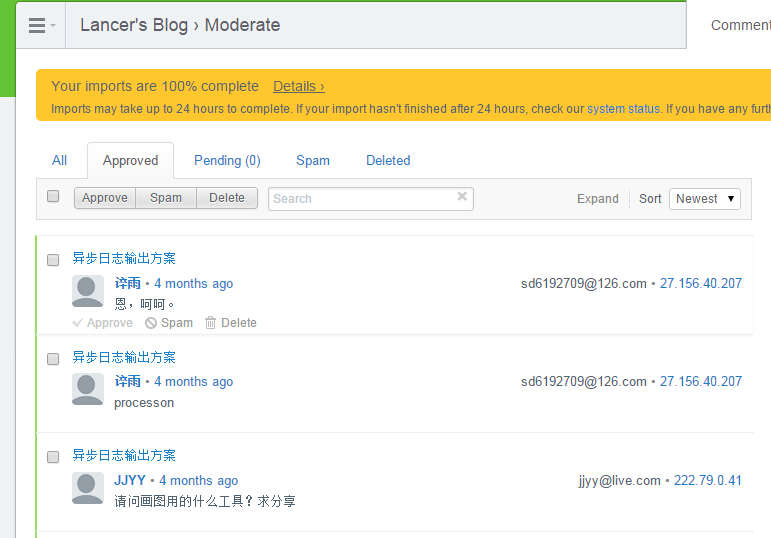 Lancer's Blog › Moderate
Comment
Your imports are 100% complete Details ›
Imports may take up to 24 hours to complete. If your import hasn't finished after 24 hours, check our system status. If you have any furth
All Approved Pending (0) Spam Deleted
Approve Spam Delete Search Expand Sort Newest
异步日志输出方案
谇雨 • 4 months ago sd6192709@126.com • 27.156.40.207
恩，呵呵。
Approve Spam Delete
异步日志输出方案
谇雨 • 4 months ago sd6192709@126.com • 27.156.40.207
processon
异步日志输出方案
JJYY • 4 months ago jjyy@live.com • 222.79.0.41
请问画图用的什么工具？求分享